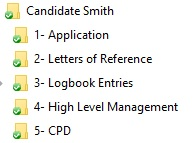 Candidate Smith
1- Application
2- Letters of Reference
3- Logbook Entries
4- High Level Management
5- CPD